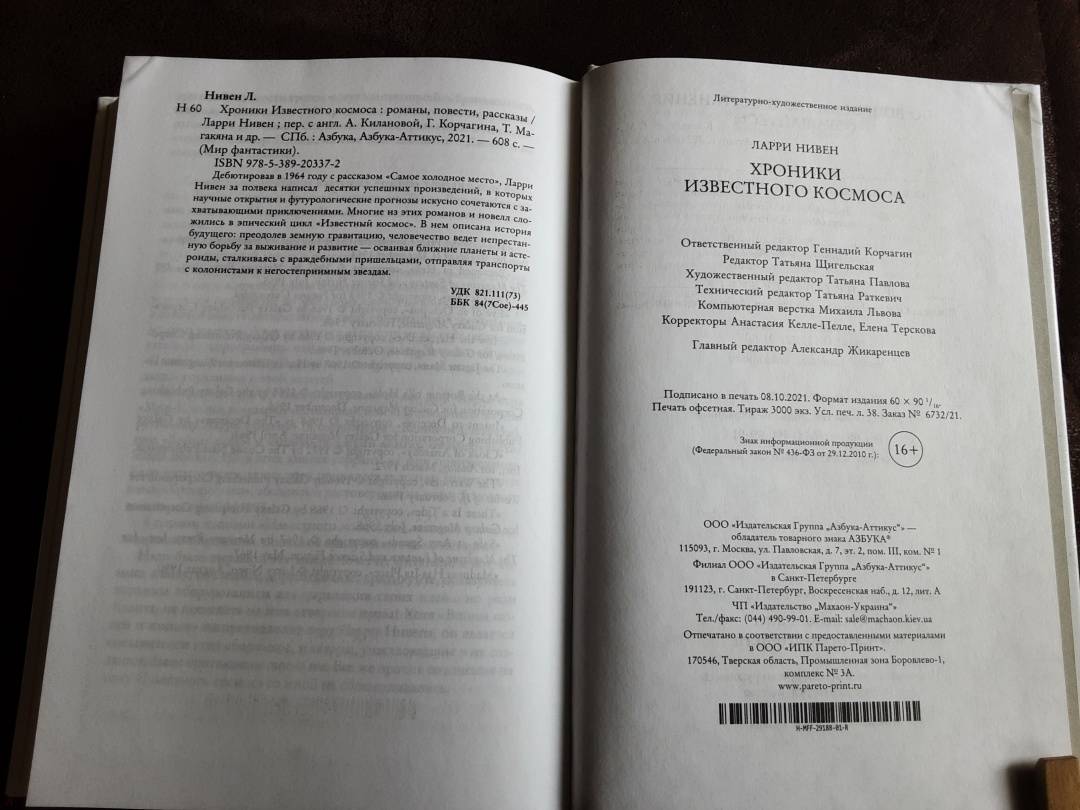 Нивен Л.
Н 60 Хроники Известного космоса : романы, повести, рассказы /
Ларри Нивен ; пер. с англ. А. Килановой, Г. Корчагина, Т. Ма-
гакяна и др. — СПб. : Азбука, Азбука-Аттикус, 2021. — 608 с. —
(Мир фантастики).
ISBN 978-5-389-20337-2
Дебютировав в 1964 году с рассказом «Самое холодное место», Ларри
Нивен за полвека написал десятки успешных произведений, в которых
научные открытия и футурологические прогнозы искусно сочетаются с за-
хватывающими приключениями. Многие из этих романов и новелл сло-
жились в эпический цикл «Известный космос». В нем описана история
будущего: преодолев земную гравитацию, человечество ведет непрестан-
ную борьбу за выживание и развитие — осваивая ближние планеты и асте-
роиды, сталкиваясь с враждебными пришельцами, отправляя транспорты
с колонистами к негостеприимным звездам.
УДК 821.111(73)
ББК 84(7Сое)-445
Литературно-художественное издание
ЛАРРИ НИВЕН
ХРОНИКИ
ИЗВЕСТНОГО КОСМОСА
Ответственный редактор Геннадий Корчагин
Редактор Татьяна Щигельская
Художественный редактор Татьяна Павлова
Технический редактор Татьяна Раткевич
Компьютерная верстка Михаила Львова
Корректоры Анастасия Келле-Пелле, Елена Терскова
Главный редактор Александр Жикаренцев
Подписано в печать 08.10.2021. Формат издания 60 × 90 1/16.
Печать офсетная. Тираж 3000 экз. Усл. печ. л. 38. Заказ № 6732/21.
Знак информационной продукции
(Федеральный закон № 436-ФЗ от 29.12.2010 г.): 16+
ООО «Издательская Группа „Азбука-Аттикус“» —
обладатель товарного знака АЗБУКА®
115093, г. Москва, ул. Павловская, д. 7, эт. 2, пом. III, ком. № 1
Филиал ООО «Издательская Группа „Азбука-Аттикус“»
в Санкт-Петербурге
191123, г. Санкт-Петербург, Воскресенская наб., д. 12, лит. А
ЧП «Издательство „Махаон-Украина“»
Тел./факс: (044) 490-99-01. E-mail: sale@machaon.kiev.ua
Отпечатано в соответствии с предоставленными материалами
в ООО «ИПК Парето-Принт».
170546, Тверская область, Промышленная зона Боровлево-1,
комплекс № 3А.
www.pareto-print.ru
H-MFF-29188-01-R